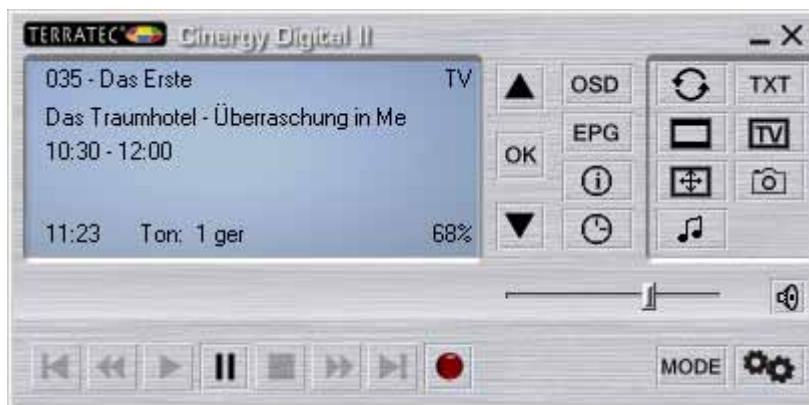 TERRATEC Cinergy Digital II
035 - Das Erste TV
Das Traumhotel - Überraschung in Me
10:30 - 12:00
11:23 Ton: 1 ger 68%
OK
OSD
EPG
TXT
TV
MODE